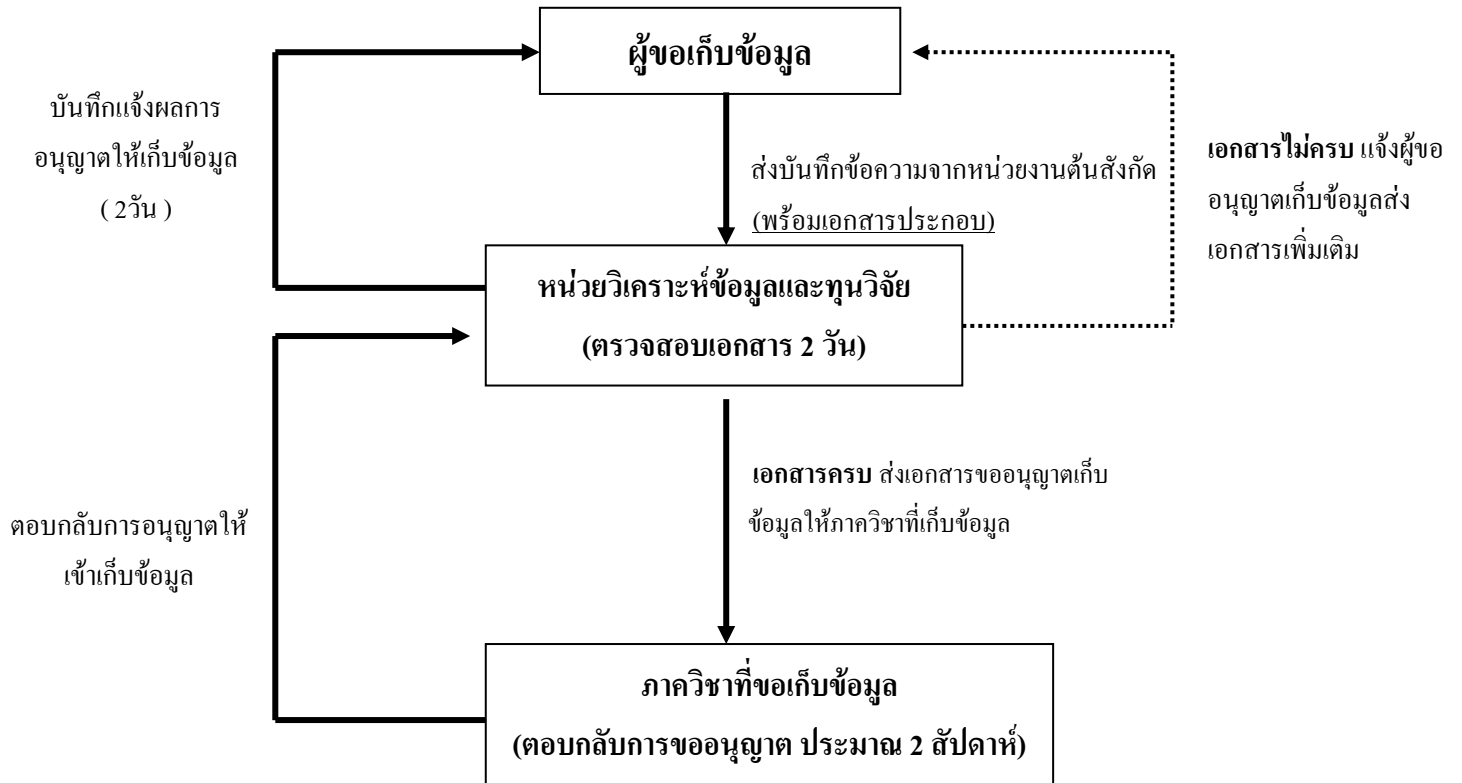 ผู้ขอเก็บข้อมูล
บันทึกแจ้งผลการ
อนุญาตให้เก็บข้อมูล
( 2วัน )
ส่งบันทึกข้อความจากหน่วยงานต้นสังกัด
(พร้อมเอกสารประกอบ)
เอกสารไม่ครบ แจ้งผู้ขอ
อนุญาตเก็บข้อมูลส่ง
เอกสารเพิ่มเติม
หน่วยวิเคราะห์ข้อมูลและทุนวิจัย
(ตรวจสอบเอกสาร 2 วัน)
เอกสารครบ ส่งเอกสารขออนุญาตเก็บ
ข้อมูลให้ภาควิชาที่เก็บข้อมูล
ตอบกลับการอนุญาตให้
เข้าเก็บข้อมูล
ภาควิชาที่ขอเก็บข้อมูล
(ตอบกลับการขออนุญาต ประมาณ 2 สัปดาห์)